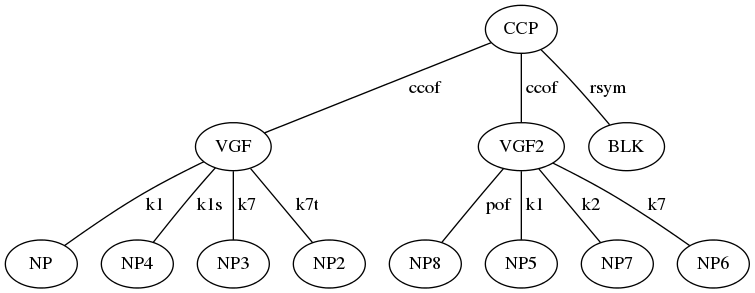 CCP
ccof ccof rsym
VGF VGF2 BLK
k1 k1s k7 k7t pof k1 k2 k7
NP NP4 NP3 NP2 NP8 NP5 NP7 NP6